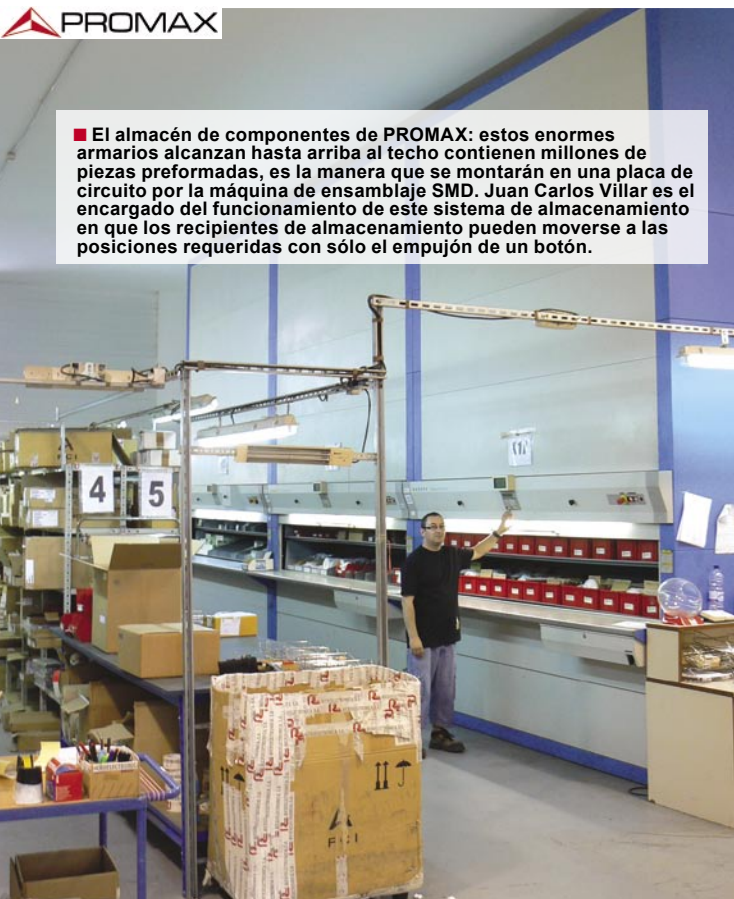 PROMAX
■ El almacén de componentes de PROMAX: estos enormes
armarios alcanzan hasta arriba al techo contienen millones de
piezas preformadas, es la manera que se montarán en una placa de
circuito por la máquina de ensamblaje SMD. Juan Carlos Villar es el
encargado del funcionamiento de este sistema de almacenamiento
en que los recipientes de almacenamiento pueden moverse a las
posiciones requeridas con sólo el empujón de un botón.
4 5
FCI